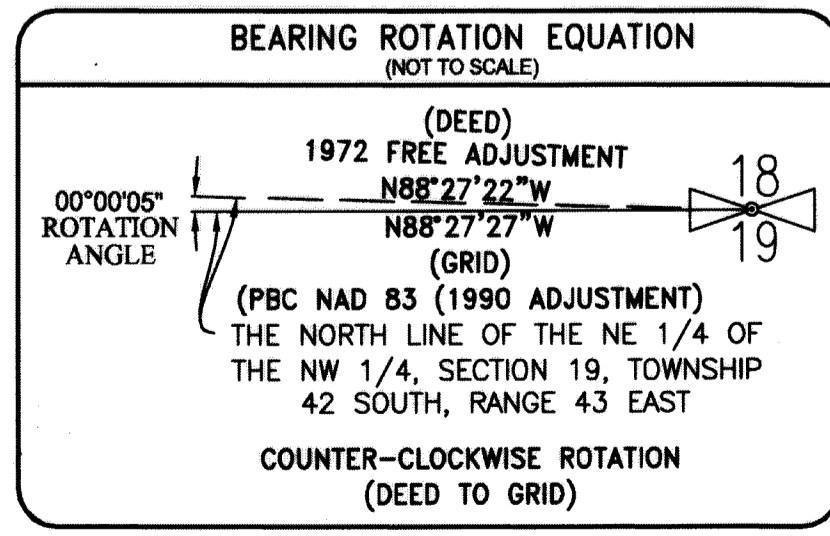 BEARING ROTATION EQUATION
(NOT TO SCALE)
(DEED)
1972 FREE ADJUSTMENT
N88°27'22"W
18
00°00'05"
ROTATION
ANGLE
N88°27'27"W
19
(GRID)
(PBC NAD 83 (1990 ADJUSTMENT)
THE NORTH LINE OF THE NE 1/4 OF
THE NW 1/4, SECTION 19, TOWNSHIP
42 SOUTH, RANGE 43 EAST
COUNTER-CLOCKWISE ROTATION
(DEED TO GRID)